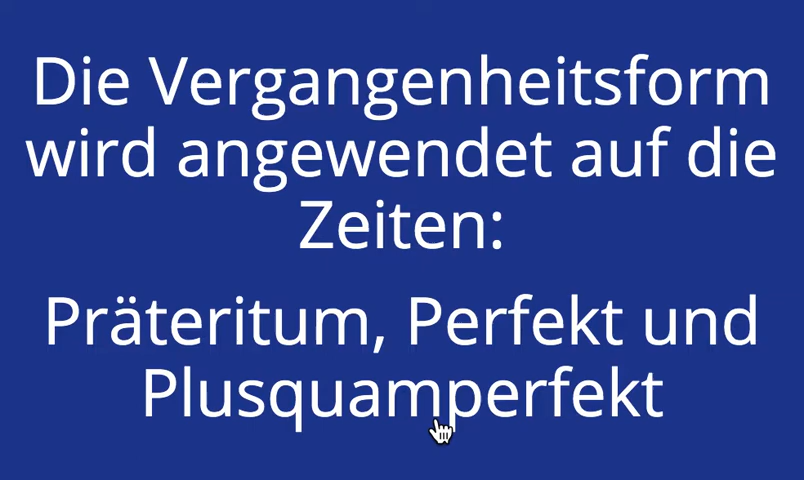 Die Vergangenheitsform
wird angewendet auf die
Zeiten:
Präteritum, Perfekt und
Plusquamperfekt